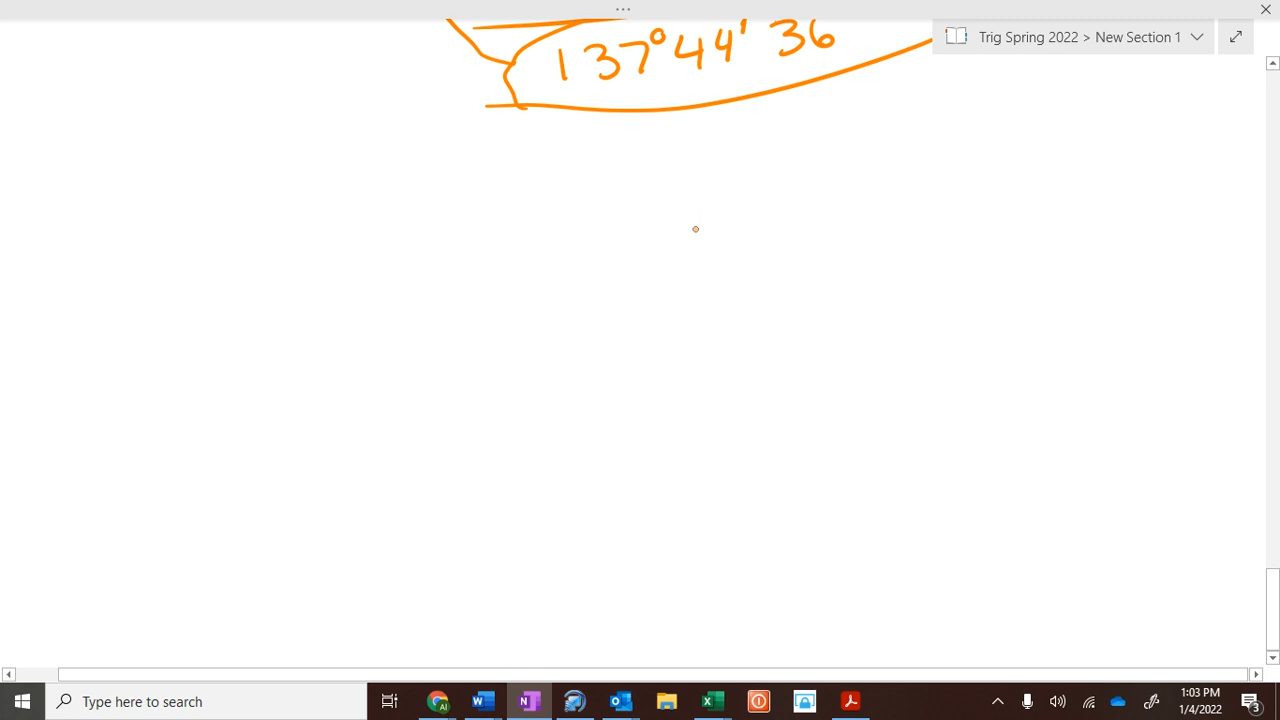 137°44' 36
Trig Spring 2022 > New Section 1
Type here to search
1:03 PM
1/4/2022
3